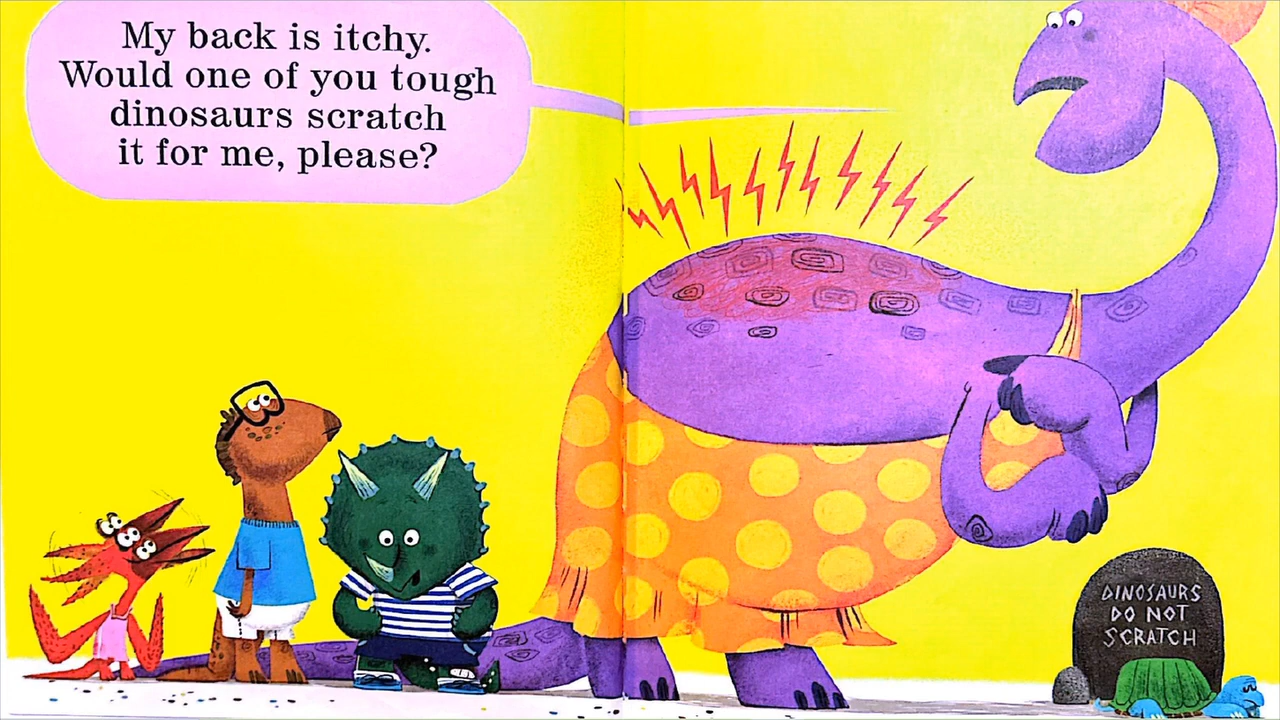 My back is itchy.
Would one of you tough
dinosaurs scratch
it for me, please?
DINOSAURS
DO NOT
SCRATCH